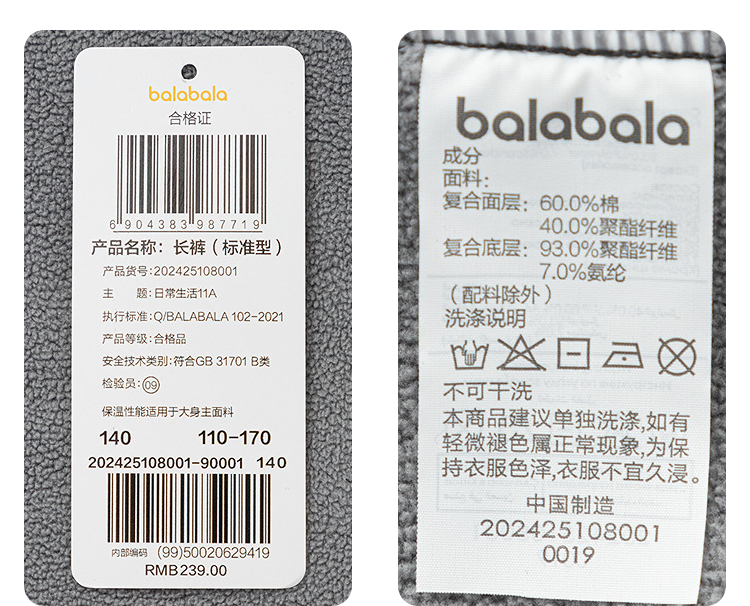 balabala
合格证
6 904383 987719
产品名称: 长裤(标准型)
产品货号:202425108001
主 题:日常生活11A
执行标准:Q/BALABALA 102-2021
产品等级:合格品
安全技术类别:符合GB 31701 B类
检验员:09
保温性能适用于大身主面料
140 110-170
202425108001-90001 140
内部编码 (99)50020629419
RMB239.00
balabala
成分
面料:
复合面层: 60.0%棉
40.0%聚酯纤维
复合底层: 93.0%聚酯纤维
7.0%氨纶
(配料除外)
洗涤说明
不可干洗
本商品建议单独洗涤,如有
轻微褪色属正常现象,为保
持衣服色泽,衣服不宜久浸。
中国制造
202425108001
0019